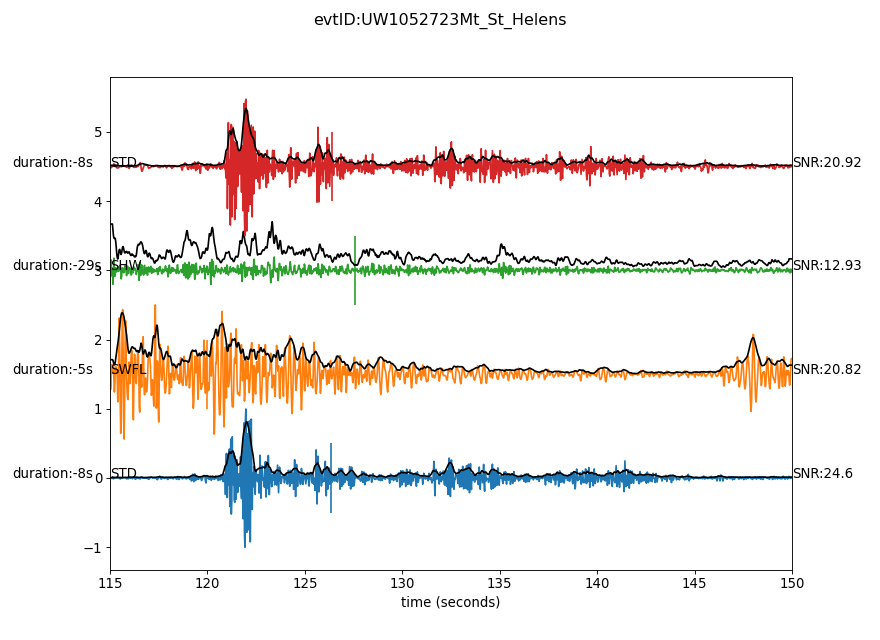 evtID:UW1052723Mt_St_Helens
5
duration:-8s STD SNR:20.92
4
duration:-29s SHW SNR:12.93
3
2
duration:-5s SWFL SNR:20.82
1
duration:-8s STD SNR:24.6
0
−1
115 120 125 130 135 140 145 150
time (seconds)